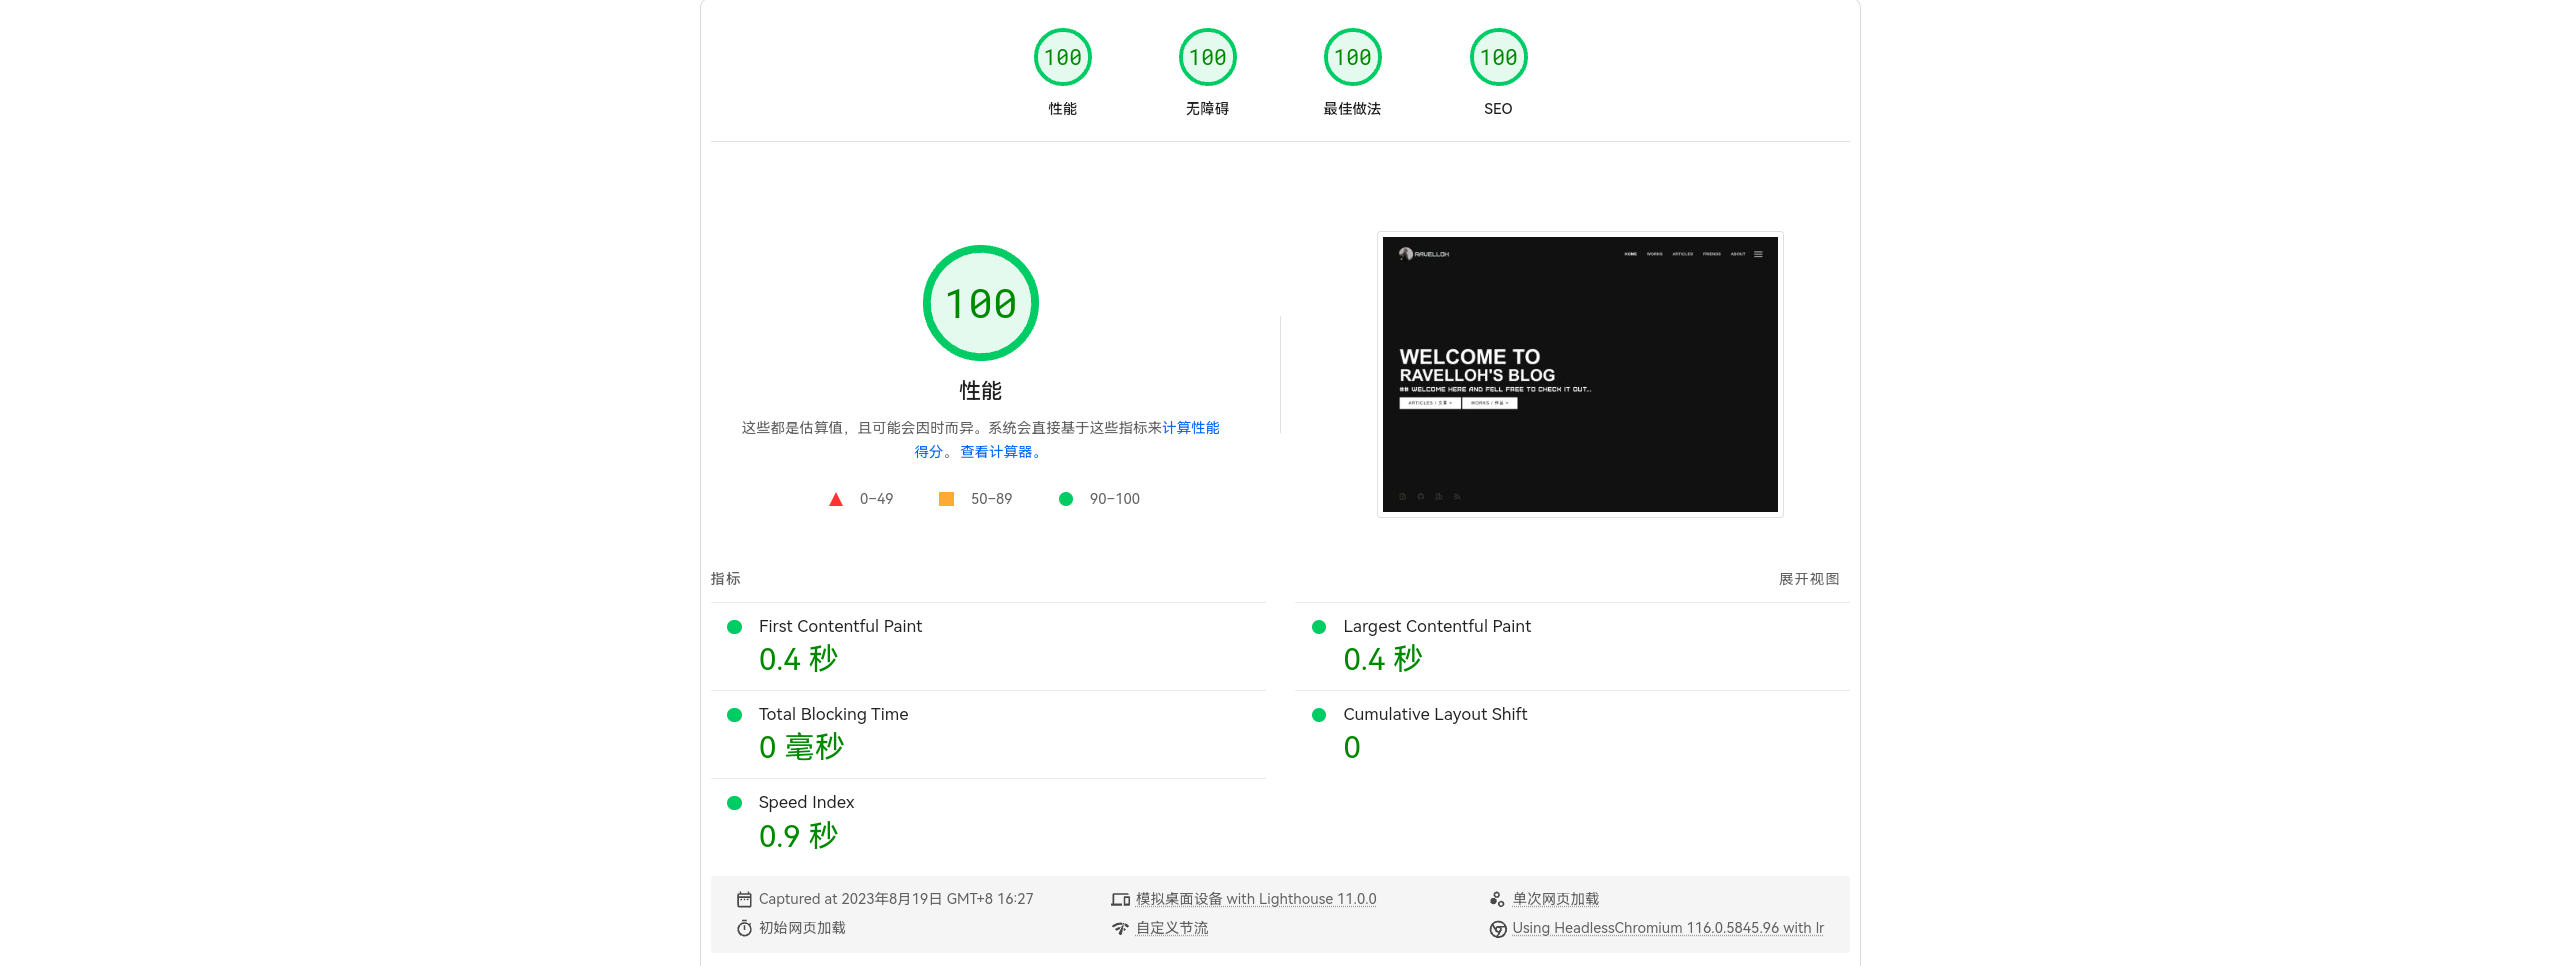 100
100
100
100
性能
无障碍
最佳做法
SEO
100
性能
这些都是估算值，且可能会因时而异。系统会直接基于这些指标来计算性能
得分。查看计算器。
0–49
50–89
90–100
RAVELLOH
HOME WORKS ARTICLES FRIENDS ABOUT
WELCOME TO
RAVELLOH'S BLOG
## WELCOME HERE AND FELL FREE TO CHECK IT OUT...
ARTICLES / 文章
WORKS / 作品
指标
展开视图
First Contentful Paint
0.4 秒
Largest Contentful Paint
0.4 秒
Total Blocking Time
0 毫秒
Cumulative Layout Shift
0
Speed Index
0.9 秒
Captured at 2023年8月19日 GMT+8 16:27
模拟桌面设备 with Lighthouse 11.0.0
单次网页加载
初始网页加载
自定义节流
Using HeadlessChromium 116.0.5845.96 with lr